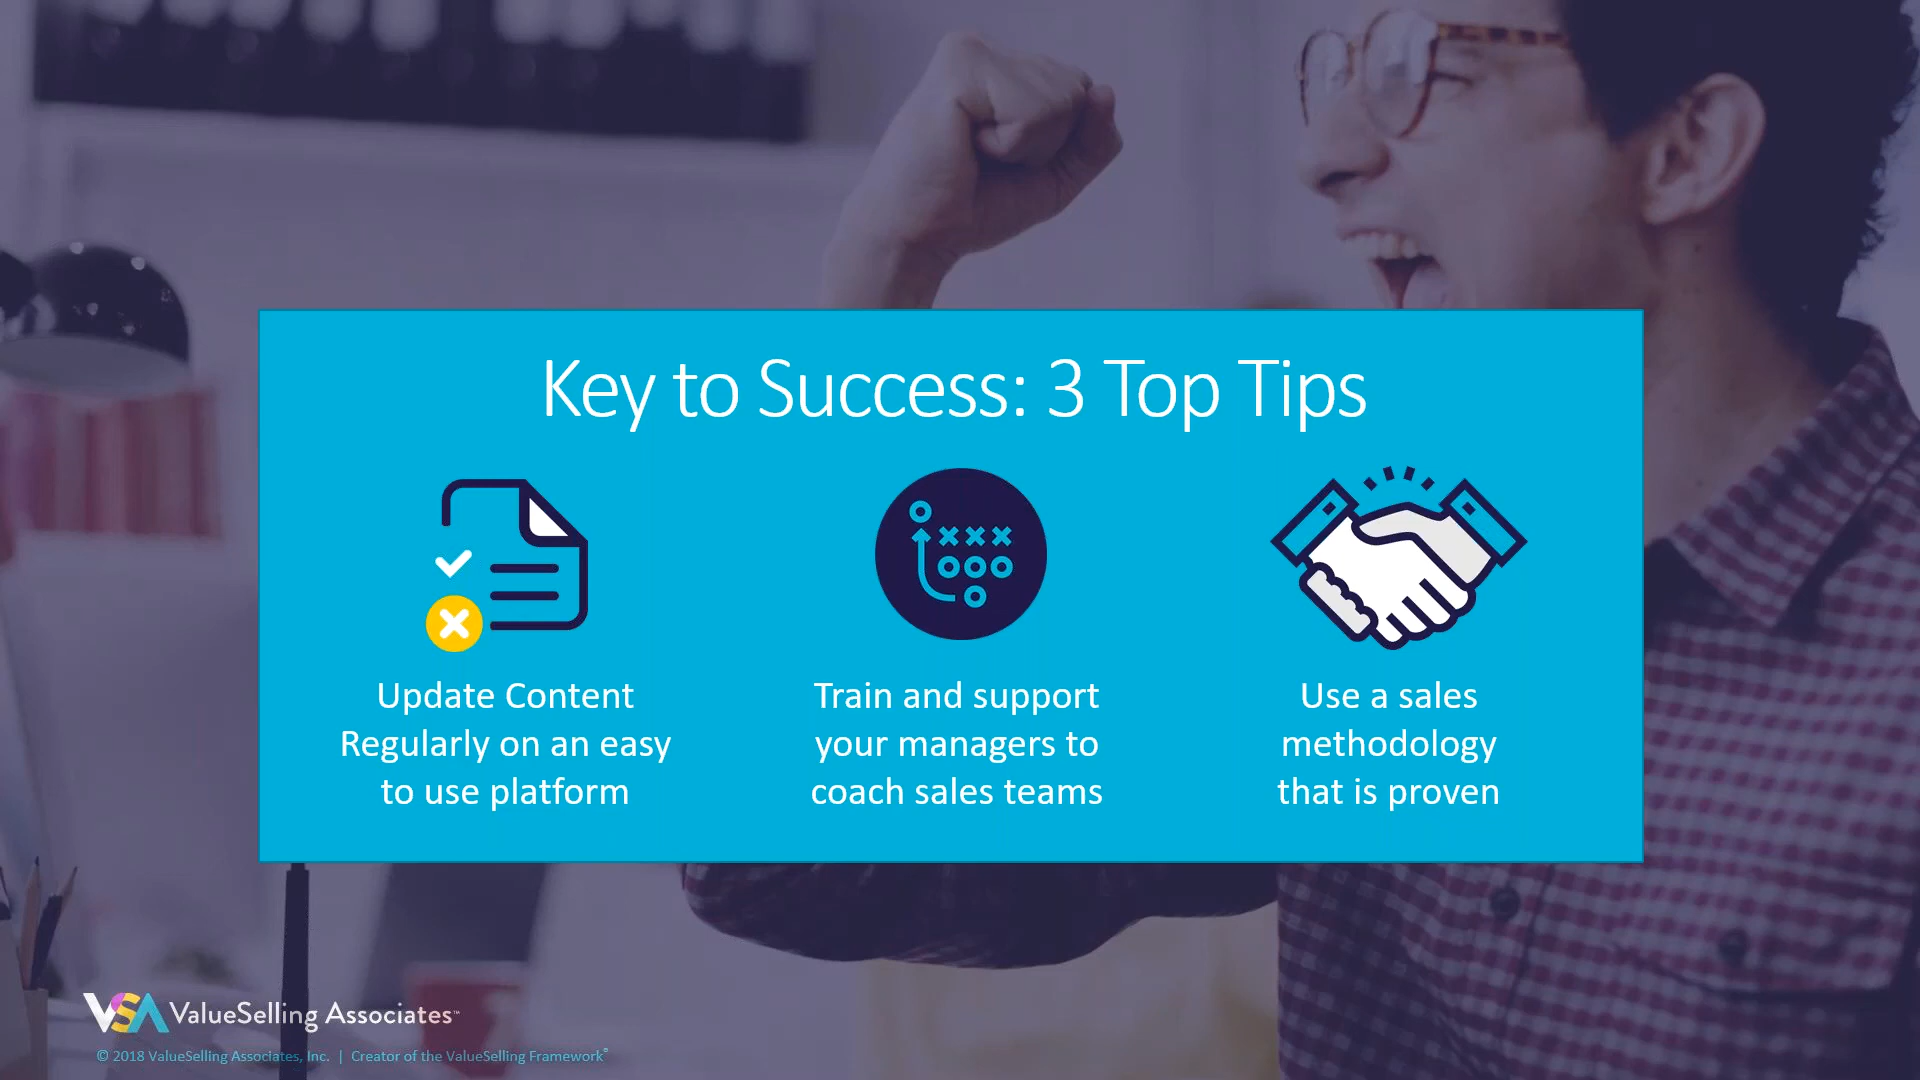 Key to Success: 3 Top Tips
Update Content
Regularly on an easy
to use platform
Train and support
your managers to
coach sales teams
Use a sales
methodology
that is proven
VSA ValueSelling Associates™
© 2018 ValueSelling Associates, Inc. | Creator of the ValueSelling Framework®